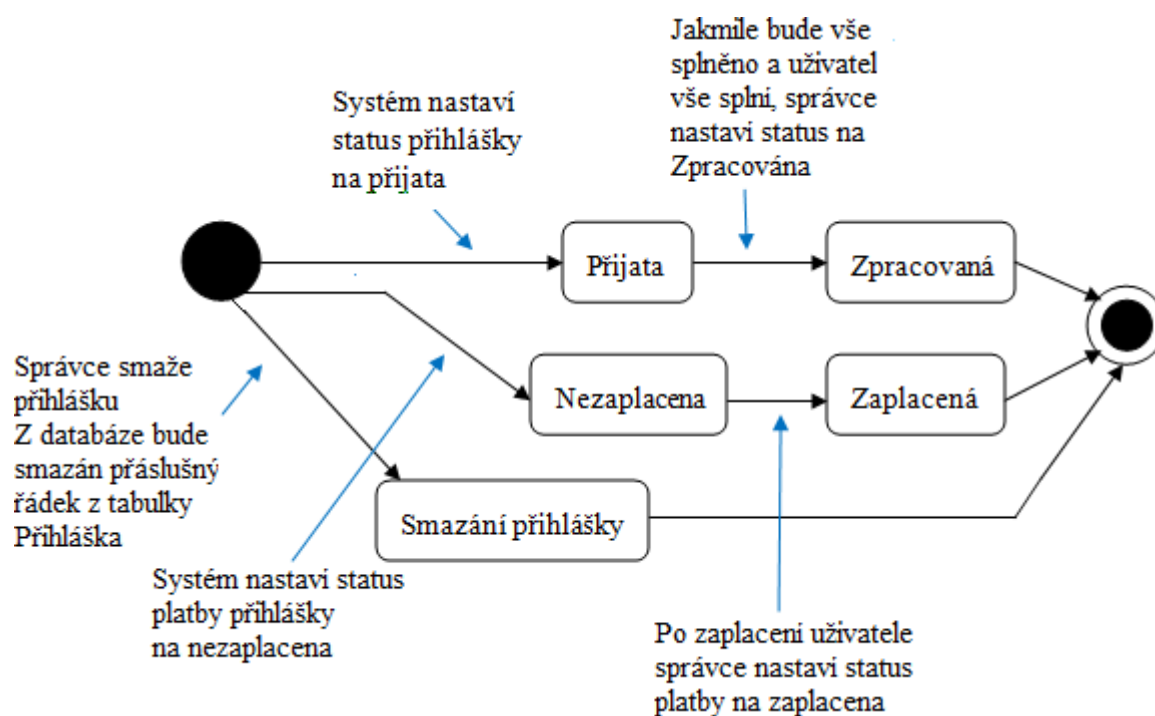 Jakmile bude vše
splněno a uživatel
vše splní, správce
nastaví status na
Zpracována
Systém nastaví
status přihlášky
na přijata
Přijata
Zpracovaná
Správce smaže
přihlášku
Z databáze bude
smazán přáslušný
řádek z tabulky
Přihláška
Nezaplacena
Zaplacená
Smazání přihlášky
Systém nastaví status
platby přihlášky
na nezaplacena
Po zaplacení uživatele
správce nastaví status
platby na zaplacena